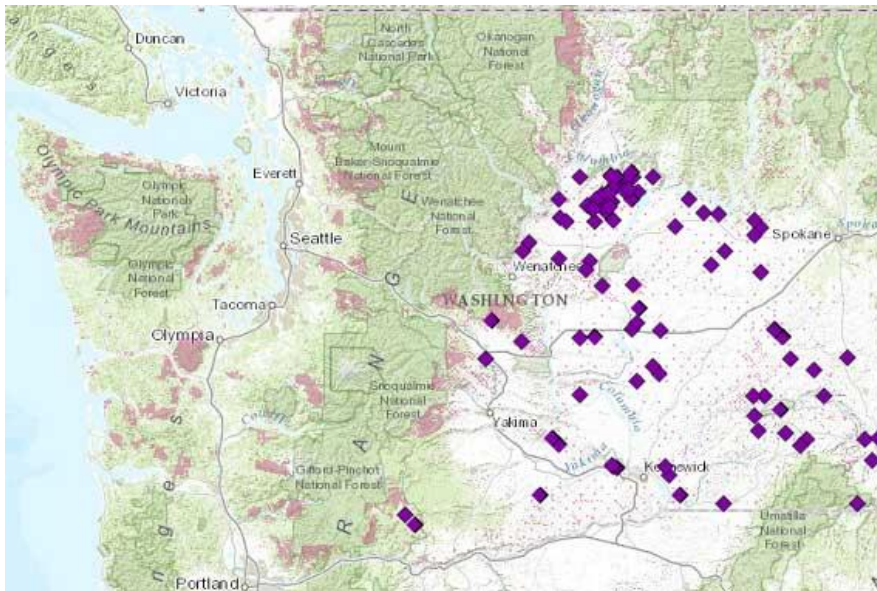 Duncan
North
Cascades
National Park
Okanogan
National
Forest
Victoria
Mount
Baker-Snoqualmie
National Forest
Everett
Olympic
National
Park
Olympic Park Mountains
Wenatchee
National
Forest
Columbia
Seattle
Spokane
Olympic
National
Forest
Wenatchee
WASHINGTON
Tacoma
Olympia
Snoqualmie
National
Forest
Columbia
Yakima
Yakima
Gifford Pinchot
National Forest
Umatilla
National
Forest
Portland